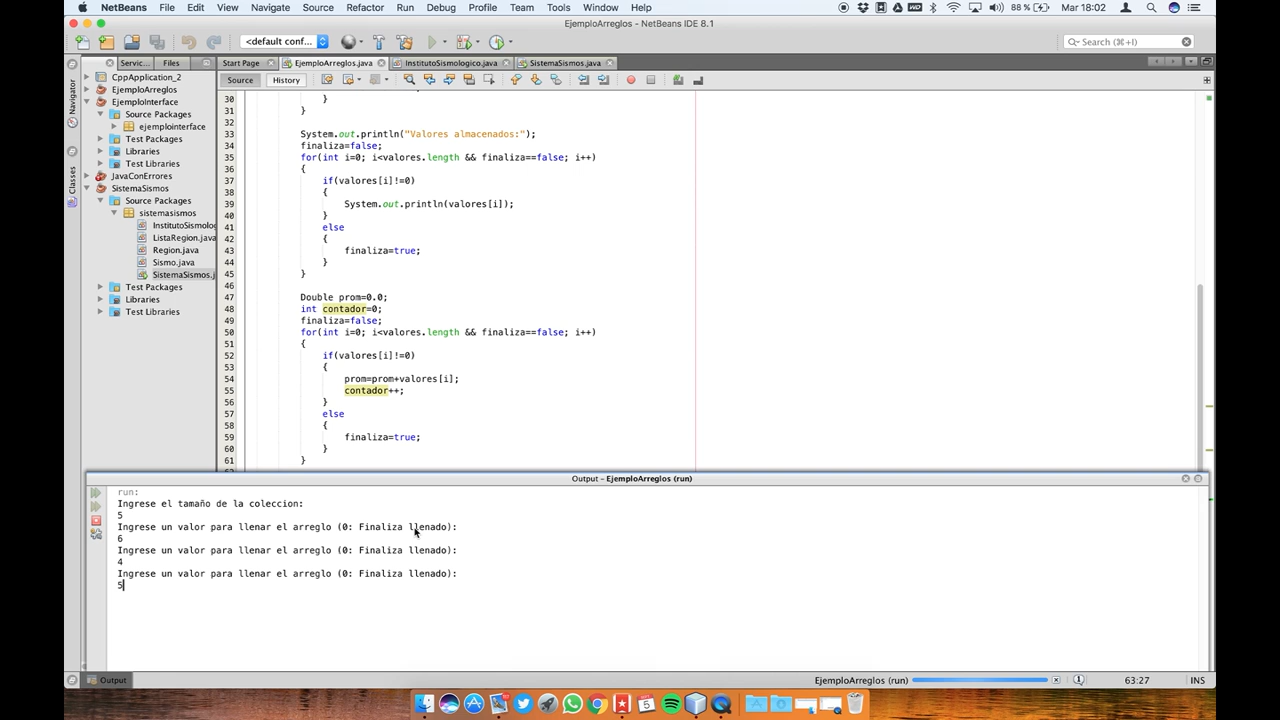 NetBeans File Edit View Navigate Source Refactor Run Debug Profile Team Tools Window Help 88 % Mar 18:02
EjemploArreglos - NetBeans IDE 8.1
<default conf... Search (⌘+I)
Servic... Files Start Page EjemploArreglos.java InstitutoSismologico.java SistemaSismos.java
Source History
Navigator
Classes
CppApplication_2
EjemploArreglos
EjemploInterface
Source Packages
ejemplointerface
Test Packages
Libraries
Test Libraries
JavaConErrores
SistemaSismos
Source Packages
sistemasismos
InstitutoSismolog
ListaRegion.java
Region.java
Sismo.java
SistemaSismos.j
Test Packages
Libraries
Test Libraries
30 }
31 }
32
33 System.out.println("Valores almacenados:");
34 finaliza=false;
35 for(int i=0; i<valores.length && finaliza==false; i++)
36 {
37 if(valores[i]!=0)
38 {
39 System.out.println(valores[i]);
40 }
41 else
42 {
43 finaliza=true;
44 }
45 }
46
47 Double prom=0.0;
48 int contador=0;
49 finaliza=false;
50 for(int i=0; i<valores.length && finaliza==false; i++)
51 {
52 if(valores[i]!=0)
53 {
54 prom=prom+valores[i];
55 contador++;
56 }
57 else
58 {
59 finaliza=true;
60 }
61 }
Output - EjemploArreglos (run)
run:
Ingrese el tamaño de la coleccion:
5
Ingrese un valor para llenar el arreglo (0: Finaliza llenado):
6
Ingrese un valor para llenar el arreglo (0: Finaliza llenado):
4
Ingrese un valor para llenar el arreglo (0: Finaliza llenado):
5
Output EjemploArreglos (run) 63:27 INS
5